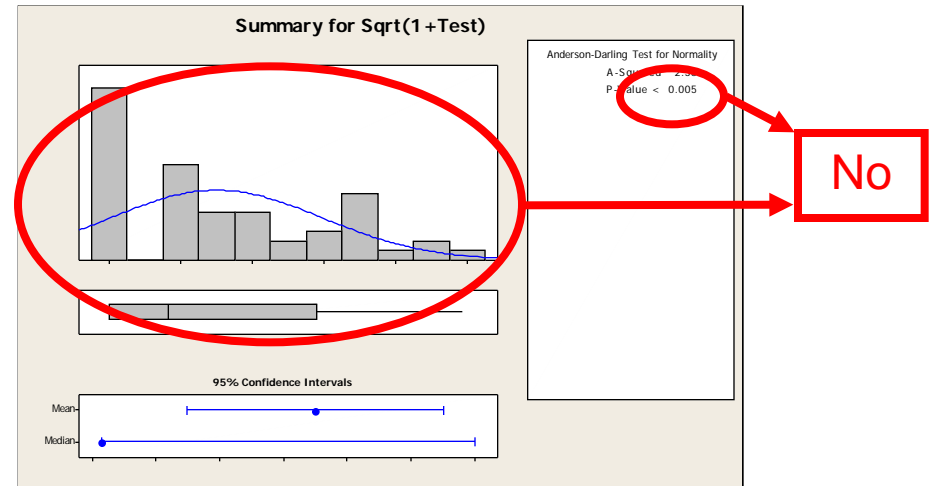 Summary for Sqrt(1+Test)
Anderson-Darling Test for Normality
A-Squared
P-Value < 0.005
No
95% Confidence Intervals
Mean
Median